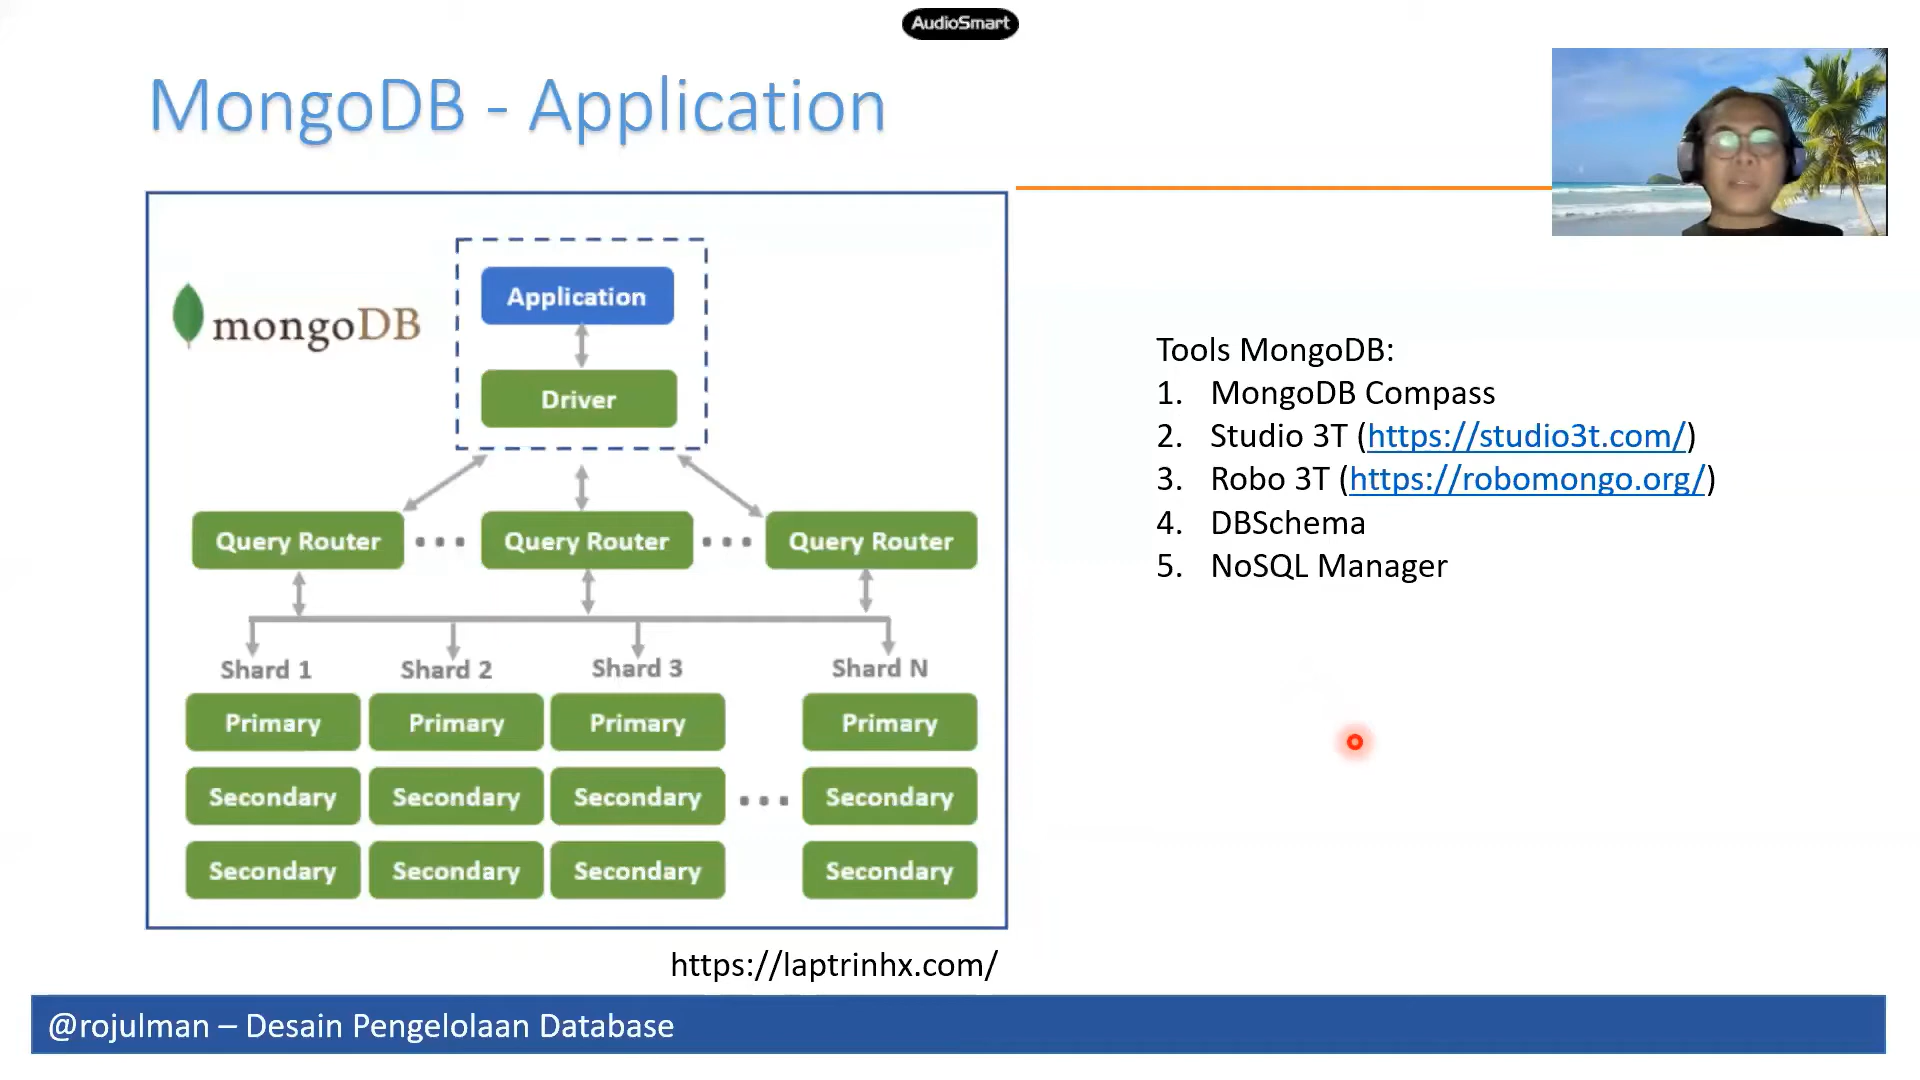 AudioSmart
MongoDB - Application
mongoDB
Application
Driver
Query Router
Query Router
Query Router
Shard 1
Shard 2
Shard 3
Shard N
Primary
Primary
Primary
Primary
Secondary
Secondary
Secondary
Secondary
Secondary
Secondary
Secondary
Secondary
https://laptrinhx.com/
Tools MongoDB:
1. MongoDB Compass
2. Studio 3T (https://studio3t.com/)
3. Robo 3T (https://robomongo.org/)
4. DBSchema
5. NoSQL Manager
@rojulman – Desain Pengelolaan Database